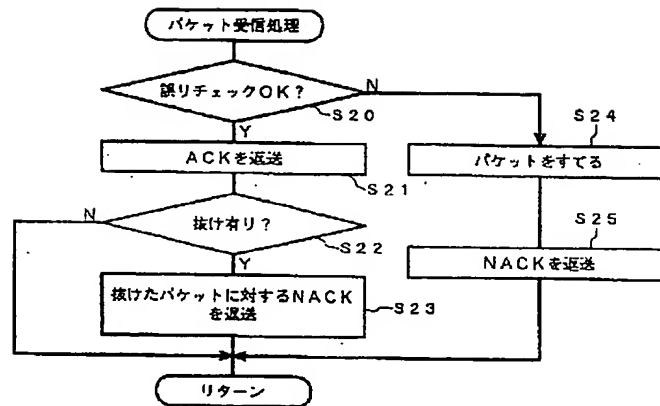 パケット受信処理
誤りチェックOK?
N
S20
Y
S24
ACKを返送
パケットをすてる
S21
N
抜け有り?
S22
S25
Y
NACKを返送
抜けたパケットに対するNACK
を返送
S23
リターン